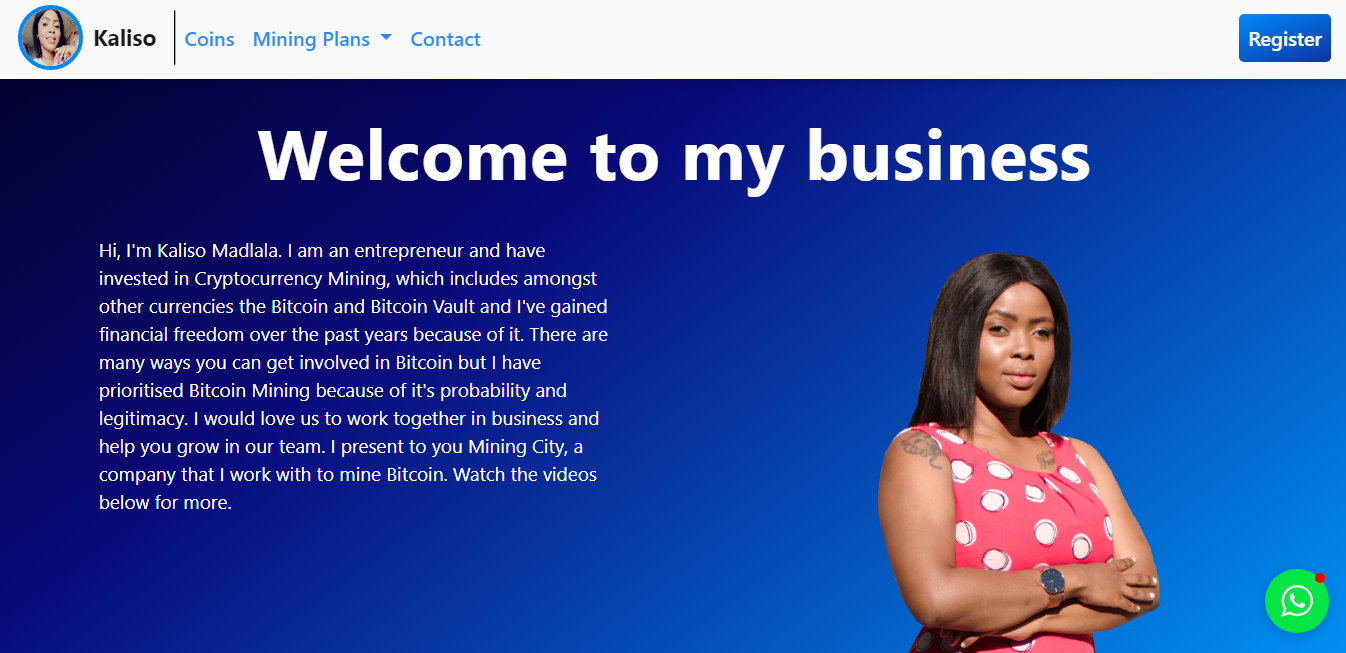 Kaliso
Coins
Mining Plans
Contact
Register
Welcome to my business
Hi, I'm Kaliso Madlala. I am an entrepreneur and have
invested in Cryptocurrency Mining, which includes amongst
other currencies the Bitcoin and Bitcoin Vault and I've gained
financial freedom over the past years because of it. There are
many ways you can get involved in Bitcoin but I have
prioritised Bitcoin Mining because of it's probability and
legitimacy. I would love us to work together in business and
help you grow in our team. I present to you Mining City, a
company that I work with to mine Bitcoin. Watch the videos
below for more.